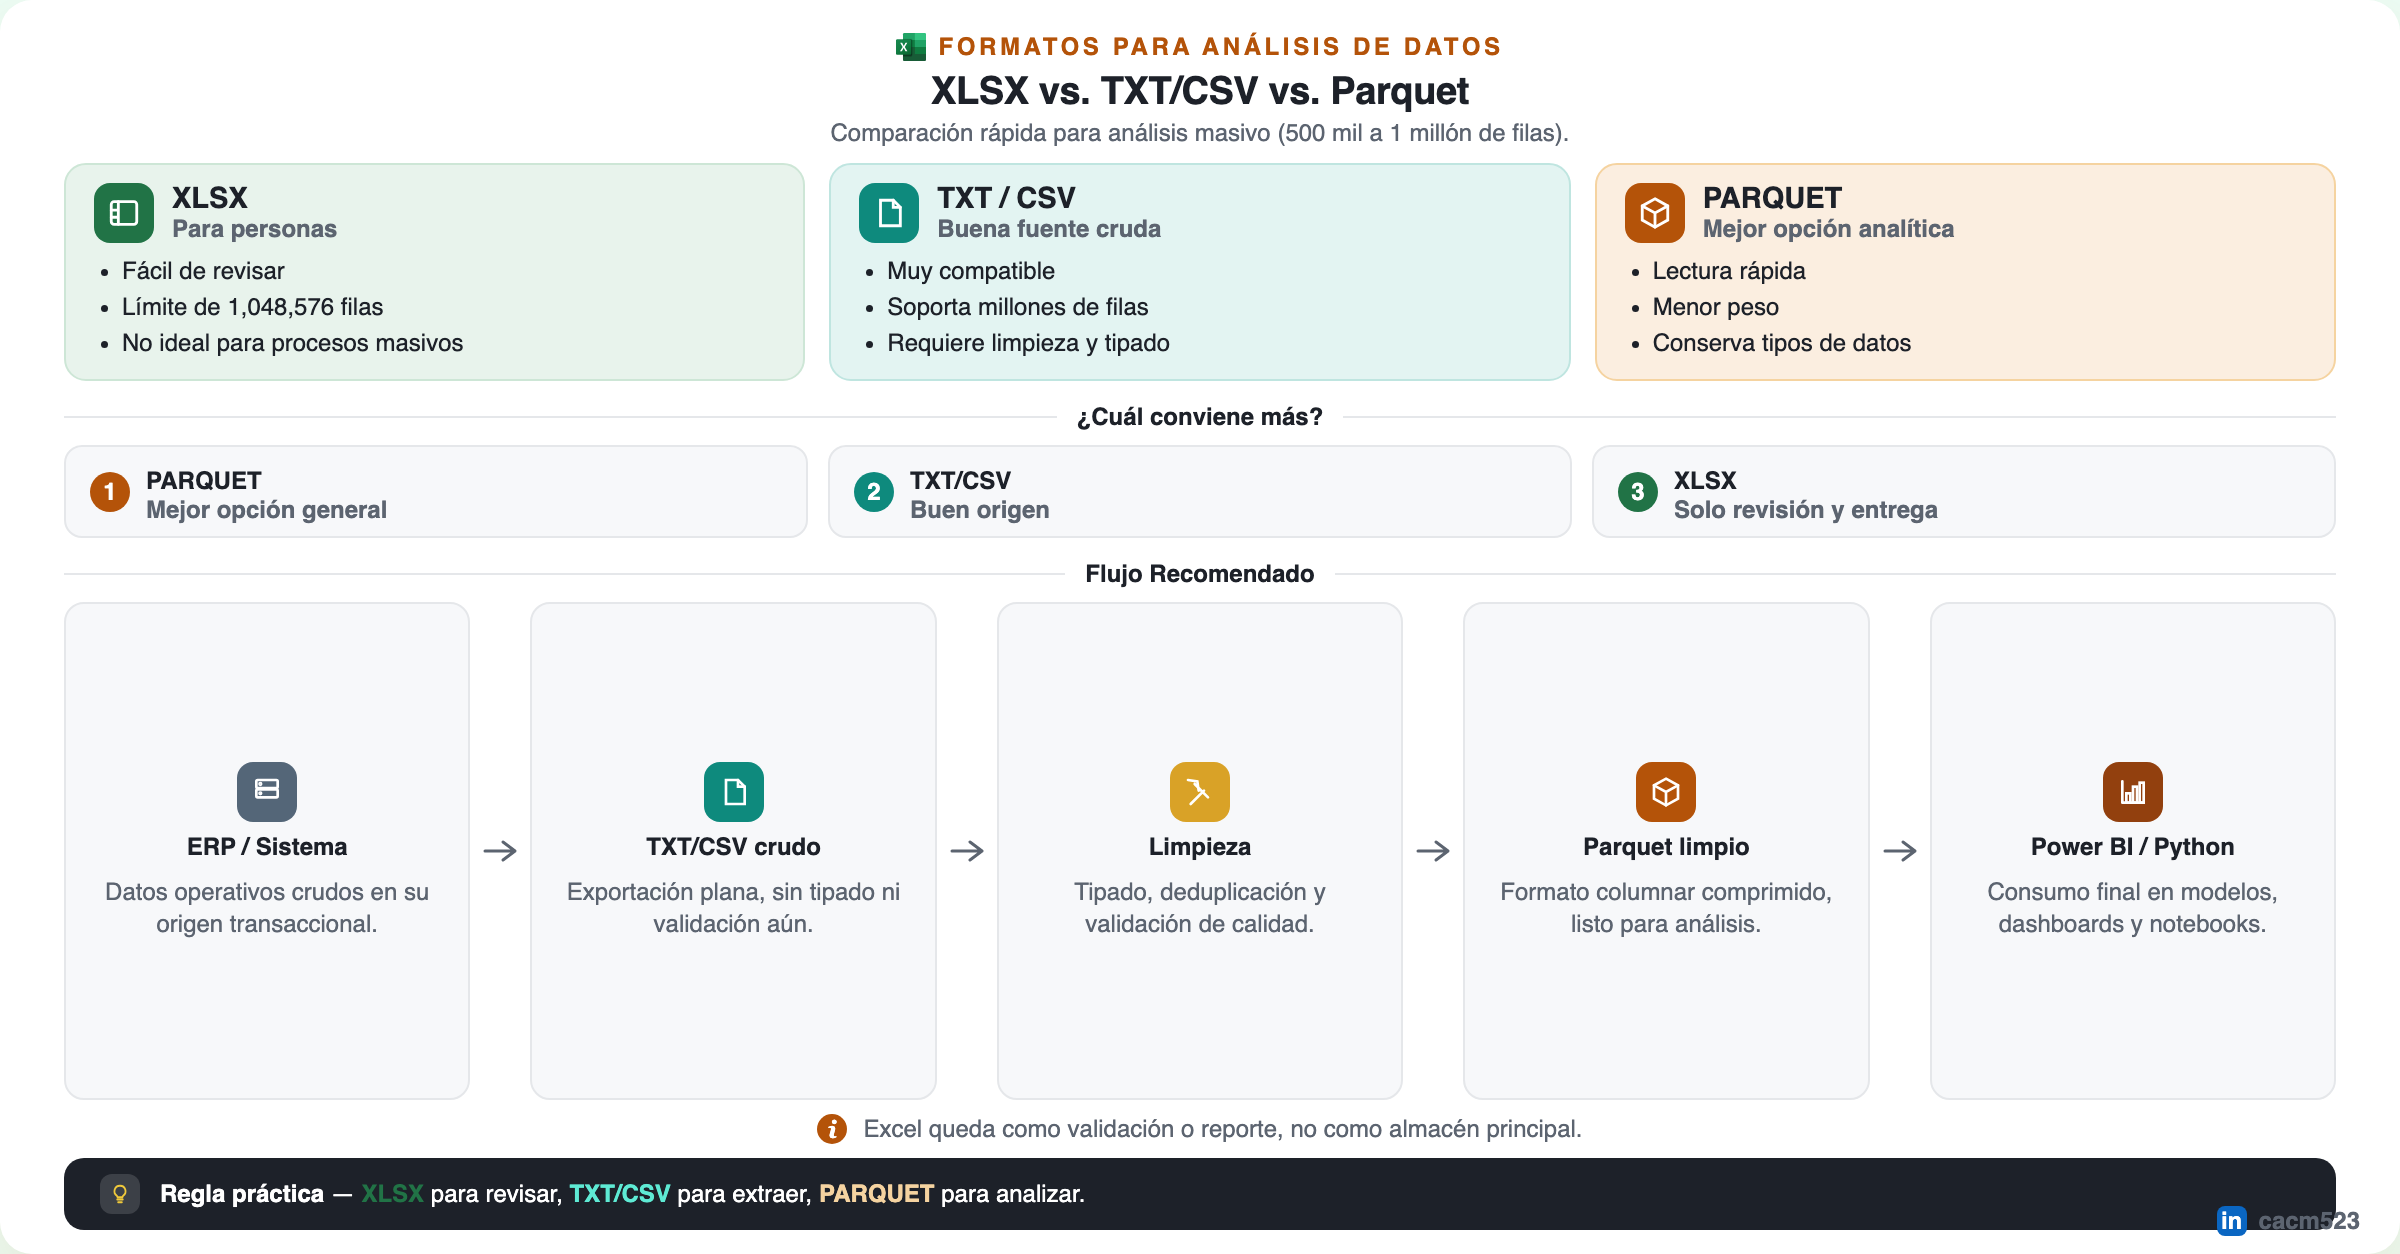 FORMATOS PARA ANÁLISIS DE DATOS
XLSX vs. TXT/CSV vs. Parquet
Comparación rápida para análisis masivo (500 mil a 1 millón de filas).
XLSX
Para personas
• Fácil de revisar
• Límite de 1,048,576 filas
• No ideal para procesos masivos
TXT / CSV
Buena fuente cruda
• Muy compatible
• Soporta millones de filas
• Requiere limpieza y tipado
PARQUET
Mejor opción analítica
• Lectura rápida
• Menor peso
• Conserva tipos de datos
¿Cuál conviene más?
1
PARQUET
Mejor opción general
2
TXT/CSV
Buen origen
3
XLSX
Solo revisión y entrega
Flujo Recomendado
ERP / Sistema
Datos operativos crudos en su
origen transaccional.
TXT/CSV crudo
Exportación plana, sin tipado ni
validación aún.
Limpieza
Tipado, deduplicación y
validación de calidad.
Parquet limpio
Formato columnar comprimido,
listo para análisis.
Power BI / Python
Consumo final en modelos,
dashboards y notebooks.
Excel queda como validación o reporte, no como almacén principal.
Regla práctica — XLSX para revisar, TXT/CSV para extraer, PARQUET para analizar.
in cacm523